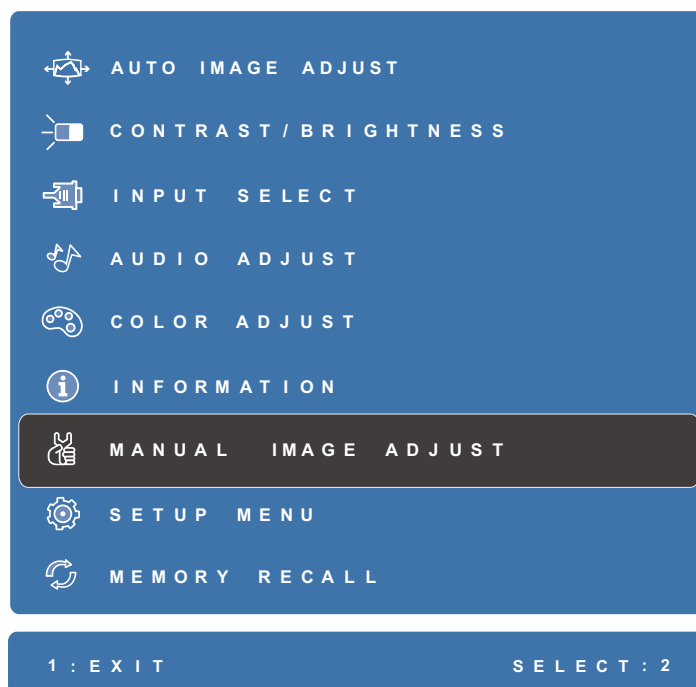 AUTO IMAGE ADJUST
CONTRAST/BRIGHTNESS
INPUT SELECT
AUDIO ADJUST
COLOR ADJUST
INFORMATION
MANUAL IMAGE ADJUST
SETUP MENU
MEMORY RECALL
1:EXIT SELECT:2